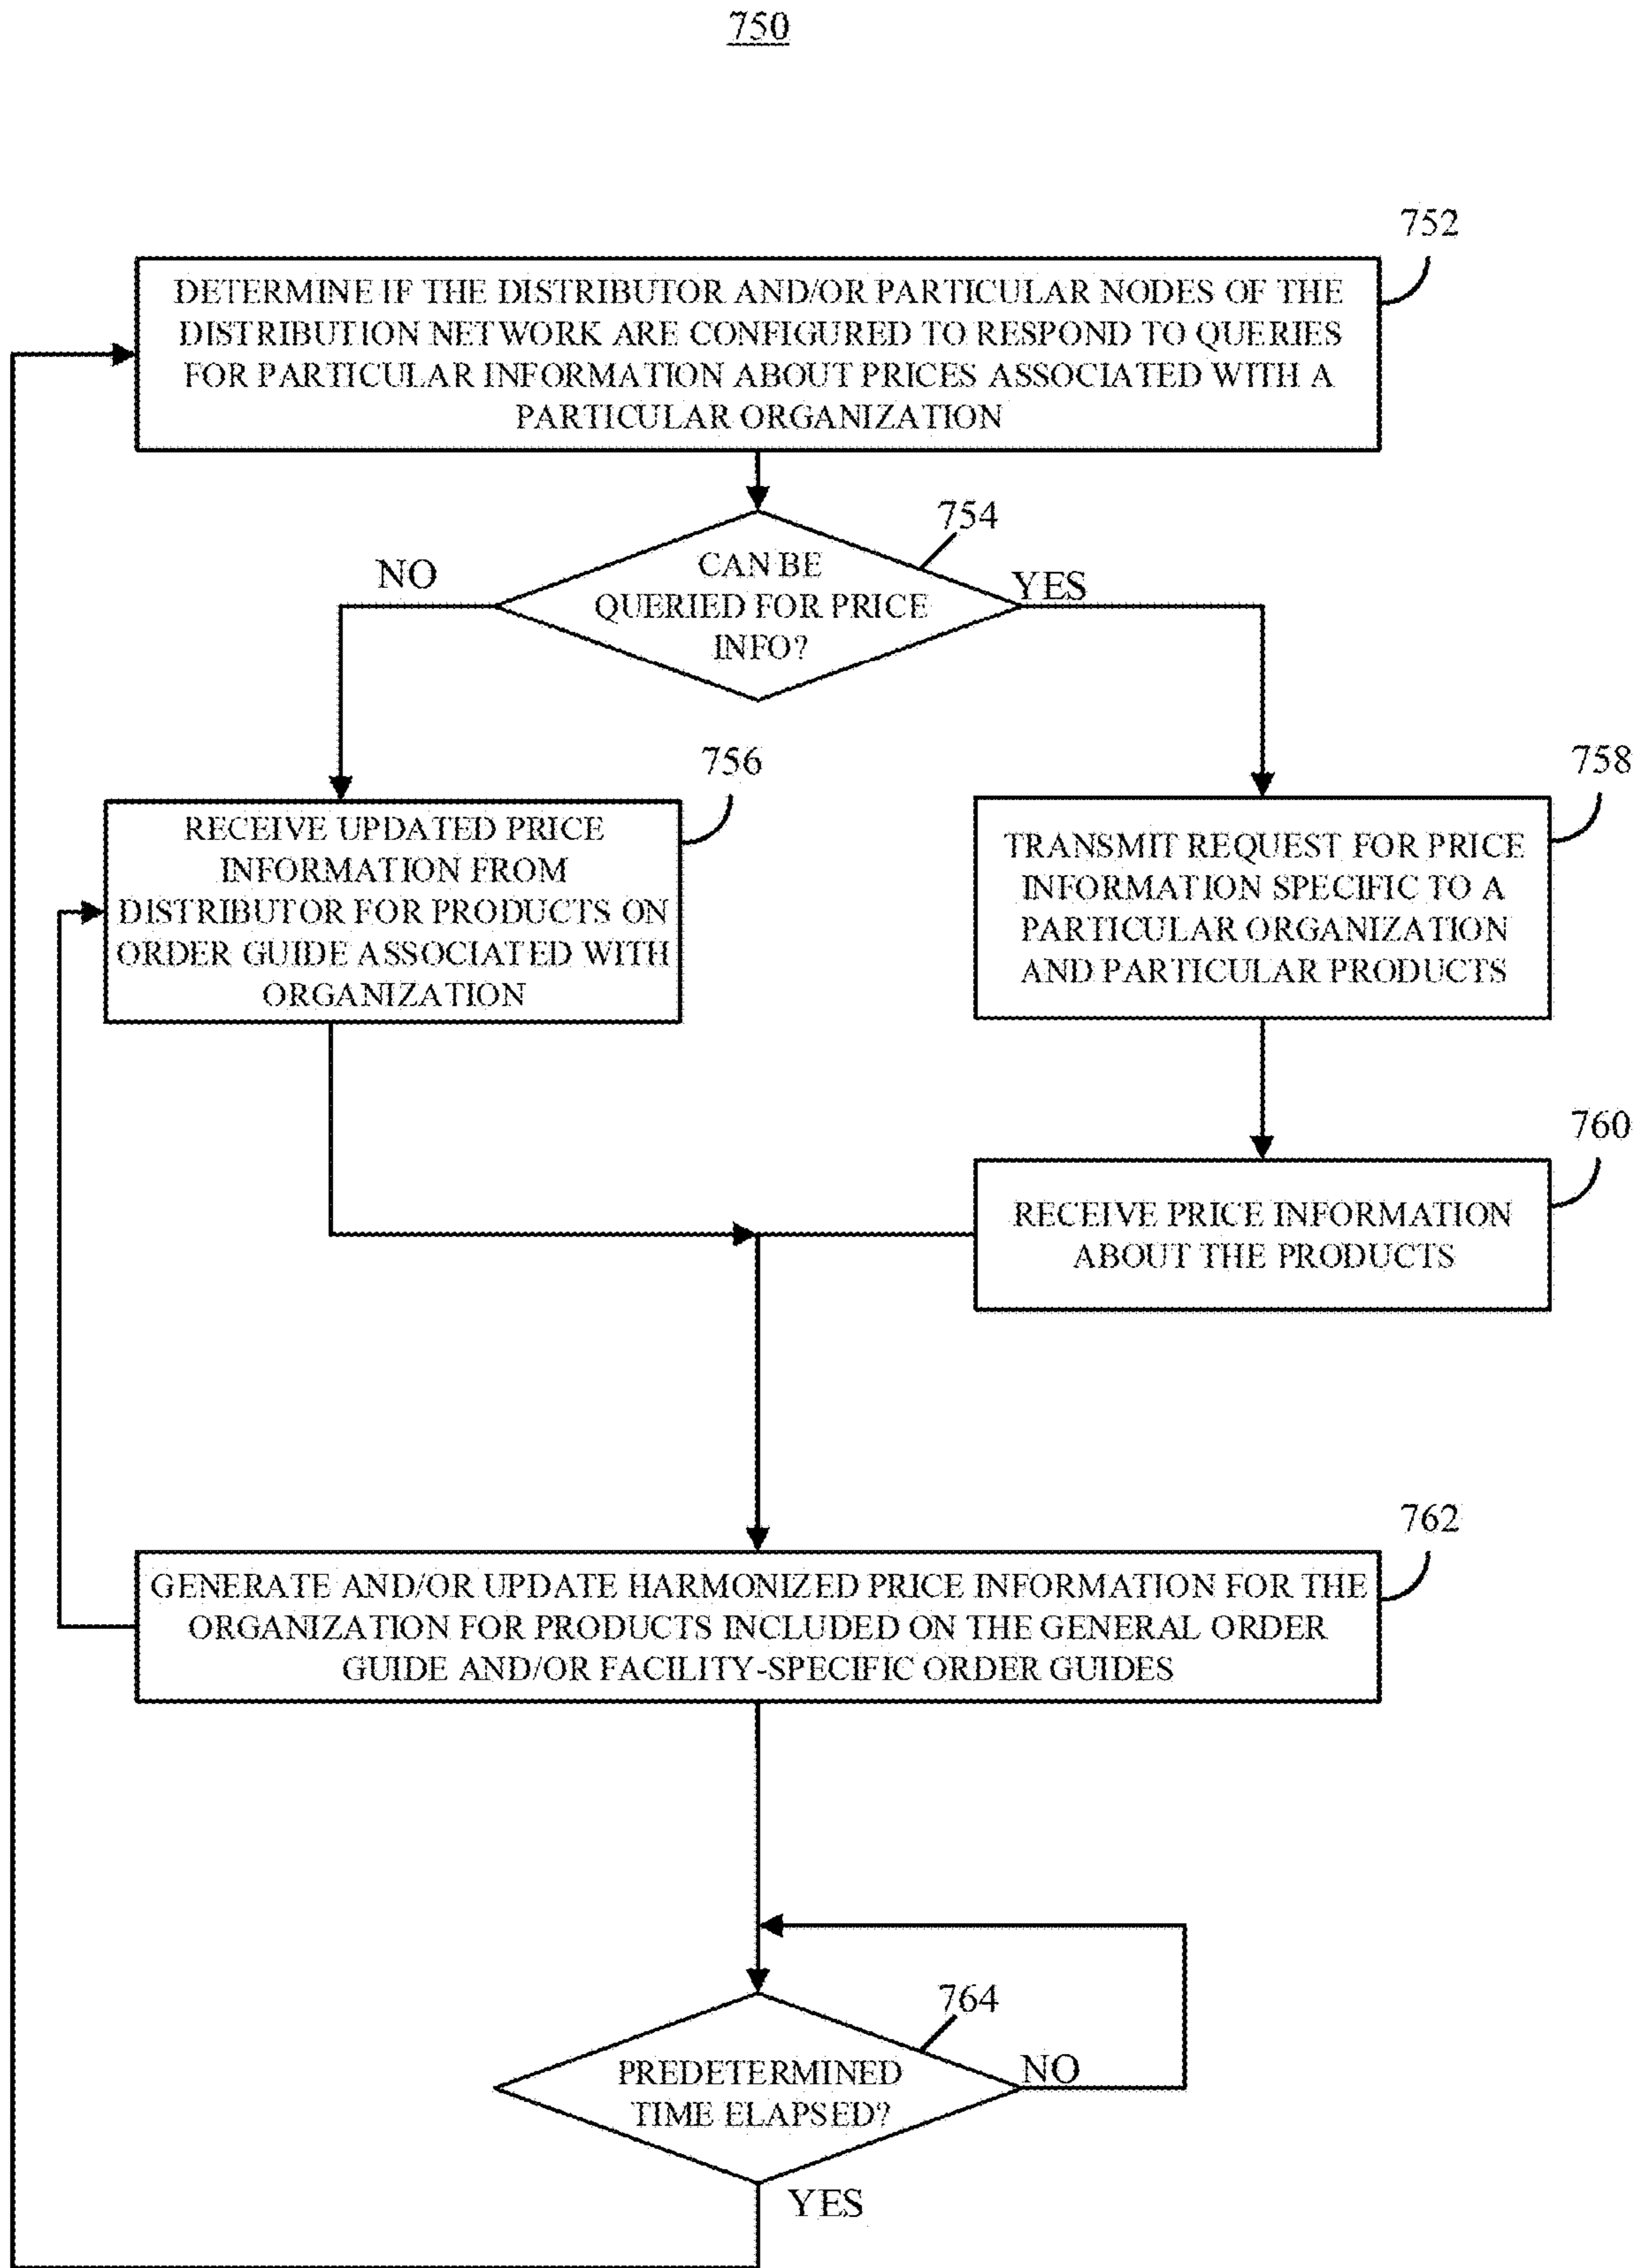 750
752
DETERMINE IF THE DISTRIBUTOR AND/OR PARTICULAR NODES OF THE
DISTRIBUTION NETWORK ARE CONFIGURED TO RESPOND TO QUERIES
FOR PARTICULAR INFORMATION ABOUT PRICES ASSOCIATED WITH A
PARTICULAR ORGANIZATION
754
NO
CAN BE
QUERIED FOR PRICE
INFO?
YES
756
RECEIVE UPDATED PRICE
INFORMATION FROM
DISTRIBUTOR FOR PRODUCTS ON
ORDER GUIDE ASSOCIATED WITH
ORGANIZATION
758
TRANSMIT REQUEST FOR PRICE
INFORMATION SPECIFIC TO A
PARTICULAR ORGANIZATION
AND PARTICULAR PRODUCTS
760
RECEIVE PRICE INFORMATION
ABOUT THE PRODUCTS
762
GENERATE AND/OR UPDATE HARMONIZED PRICE INFORMATION FOR THE
ORGANIZATION FOR PRODUCTS INCLUDED ON THE GENERAL ORDER
GUIDE AND/OR FACILITY-SPECIFIC ORDER GUIDES
764
PREDETERMINED
TIME ELAPSED?
NO
YES